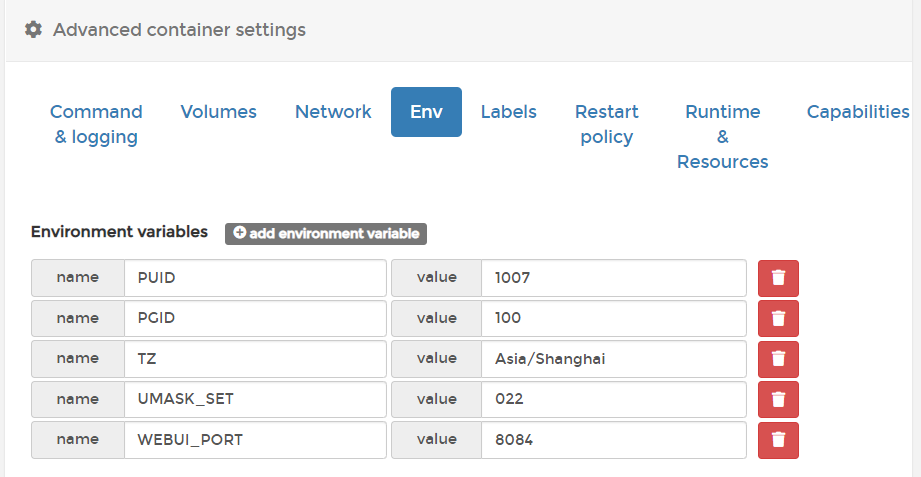 Advanced container settings
Command & logging
Volumes
Network
Env
Labels
Restart policy
Runtime & Resources
Capabilities
Environment variables add environment variable
name PUID value 1007
name PGID value 100
name TZ value Asia/Shanghai
name UMASK_SET value 022
name WEBUI_PORT value 8084